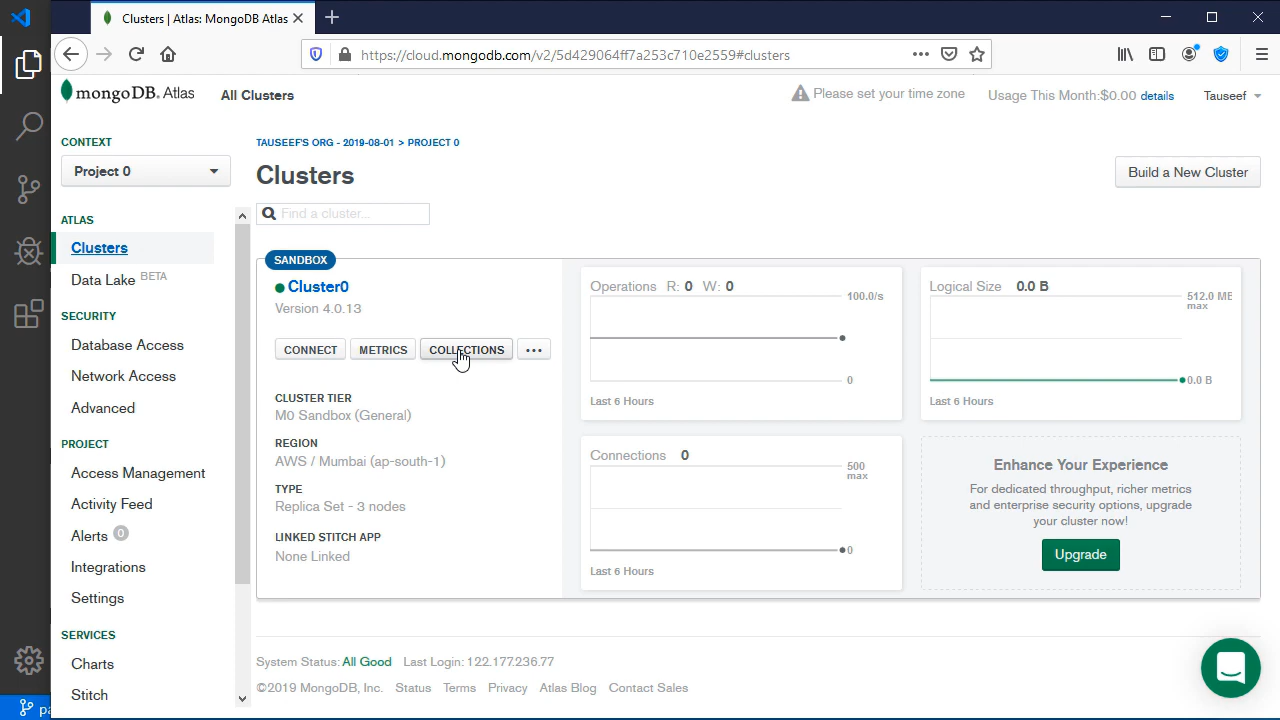 Clusters | Atlas: MongoDB Atlas
https://cloud.mongodb.com/v2/5d429064ff7a253c710e2559#clusters
mongoDB. Atlas
All Clusters
Please set your time zone
Usage This Month:$0.00 details
Tauseef
CONTEXT
Project 0
ATLAS
Clusters
Data Lake BETA
SECURITY
Database Access
Network Access
Advanced
PROJECT
Access Management
Activity Feed
Alerts 0
Integrations
Settings
SERVICES
Charts
Stitch
TAUSEEF'S ORG - 2019-08-01 > PROJECT 0
Clusters
Build a New Cluster
Find a cluster...
SANDBOX
Cluster0
Version 4.0.13
CONNECT METRICS COLLECTIONS ...
CLUSTER TIER
M0 Sandbox (General)
REGION
AWS / Mumbai (ap-south-1)
TYPE
Replica Set - 3 nodes
LINKED STITCH APP
None Linked
Operations R: 0 W: 0
100.0/s
0
Last 6 Hours
Logical Size 0.0 B
512.0 MB
max
0.0 B
Last 6 Hours
Connections 0
500
max
0
Last 6 Hours
Enhance Your Experience
For dedicated throughput, richer metrics
and enterprise security options, upgrade
your cluster now!
Upgrade
System Status: All Good Last Login: 122.177.236.77
©2019 MongoDB, Inc. Status Terms Privacy Atlas Blog Contact Sales